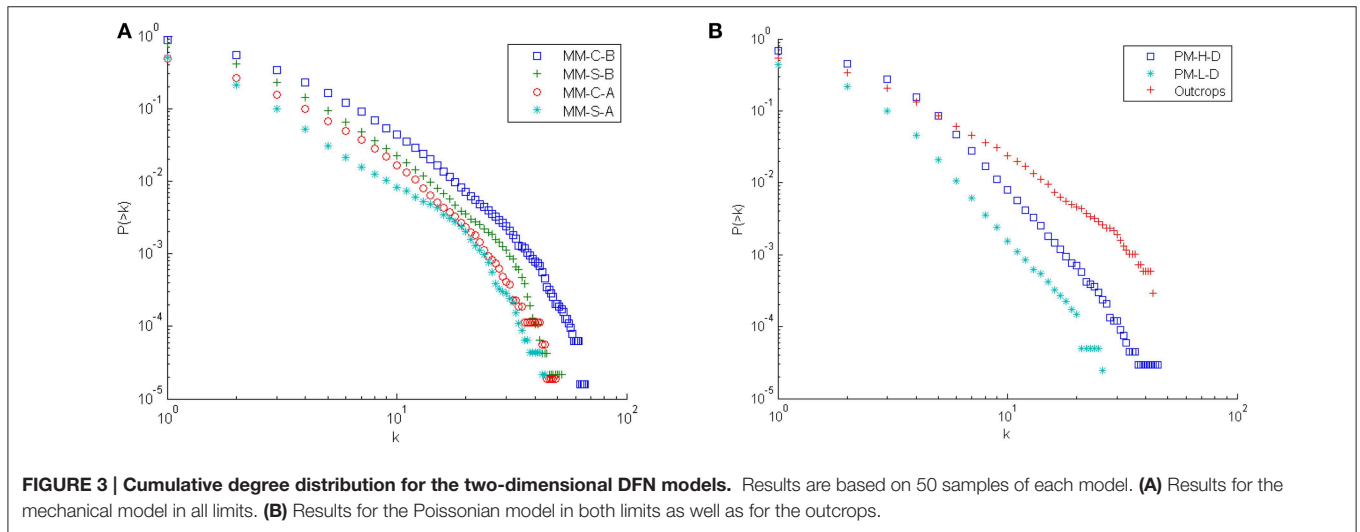 A
10^0
10^-1
10^-2
10^-3
10^-4
10^-5
P(>k)
10^0
10^1
10^2
k
MM-C-B
MM-S-B
MM-C-A
MM-S-A
B
10^0
10^-1
10^-2
10^-3
10^-4
10^-5
P(>k)
10^0
10^1
10^2
k
PM-H-D
PM-L-D
Outcrops
FIGURE 3 | Cumulative degree distribution for the two-dimensional DFN models. Results are based on 50 samples of each model. (A) Results for the
mechanical model in all limits. (B) Results for the Poissonian model in both limits as well as for the outcrops.